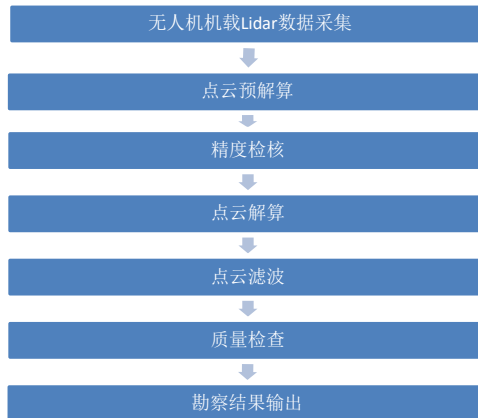 无人机机载Lidar数据采集
点云预解算
精度检核
点云解算
点云滤波
质量检查
勘察结果输出